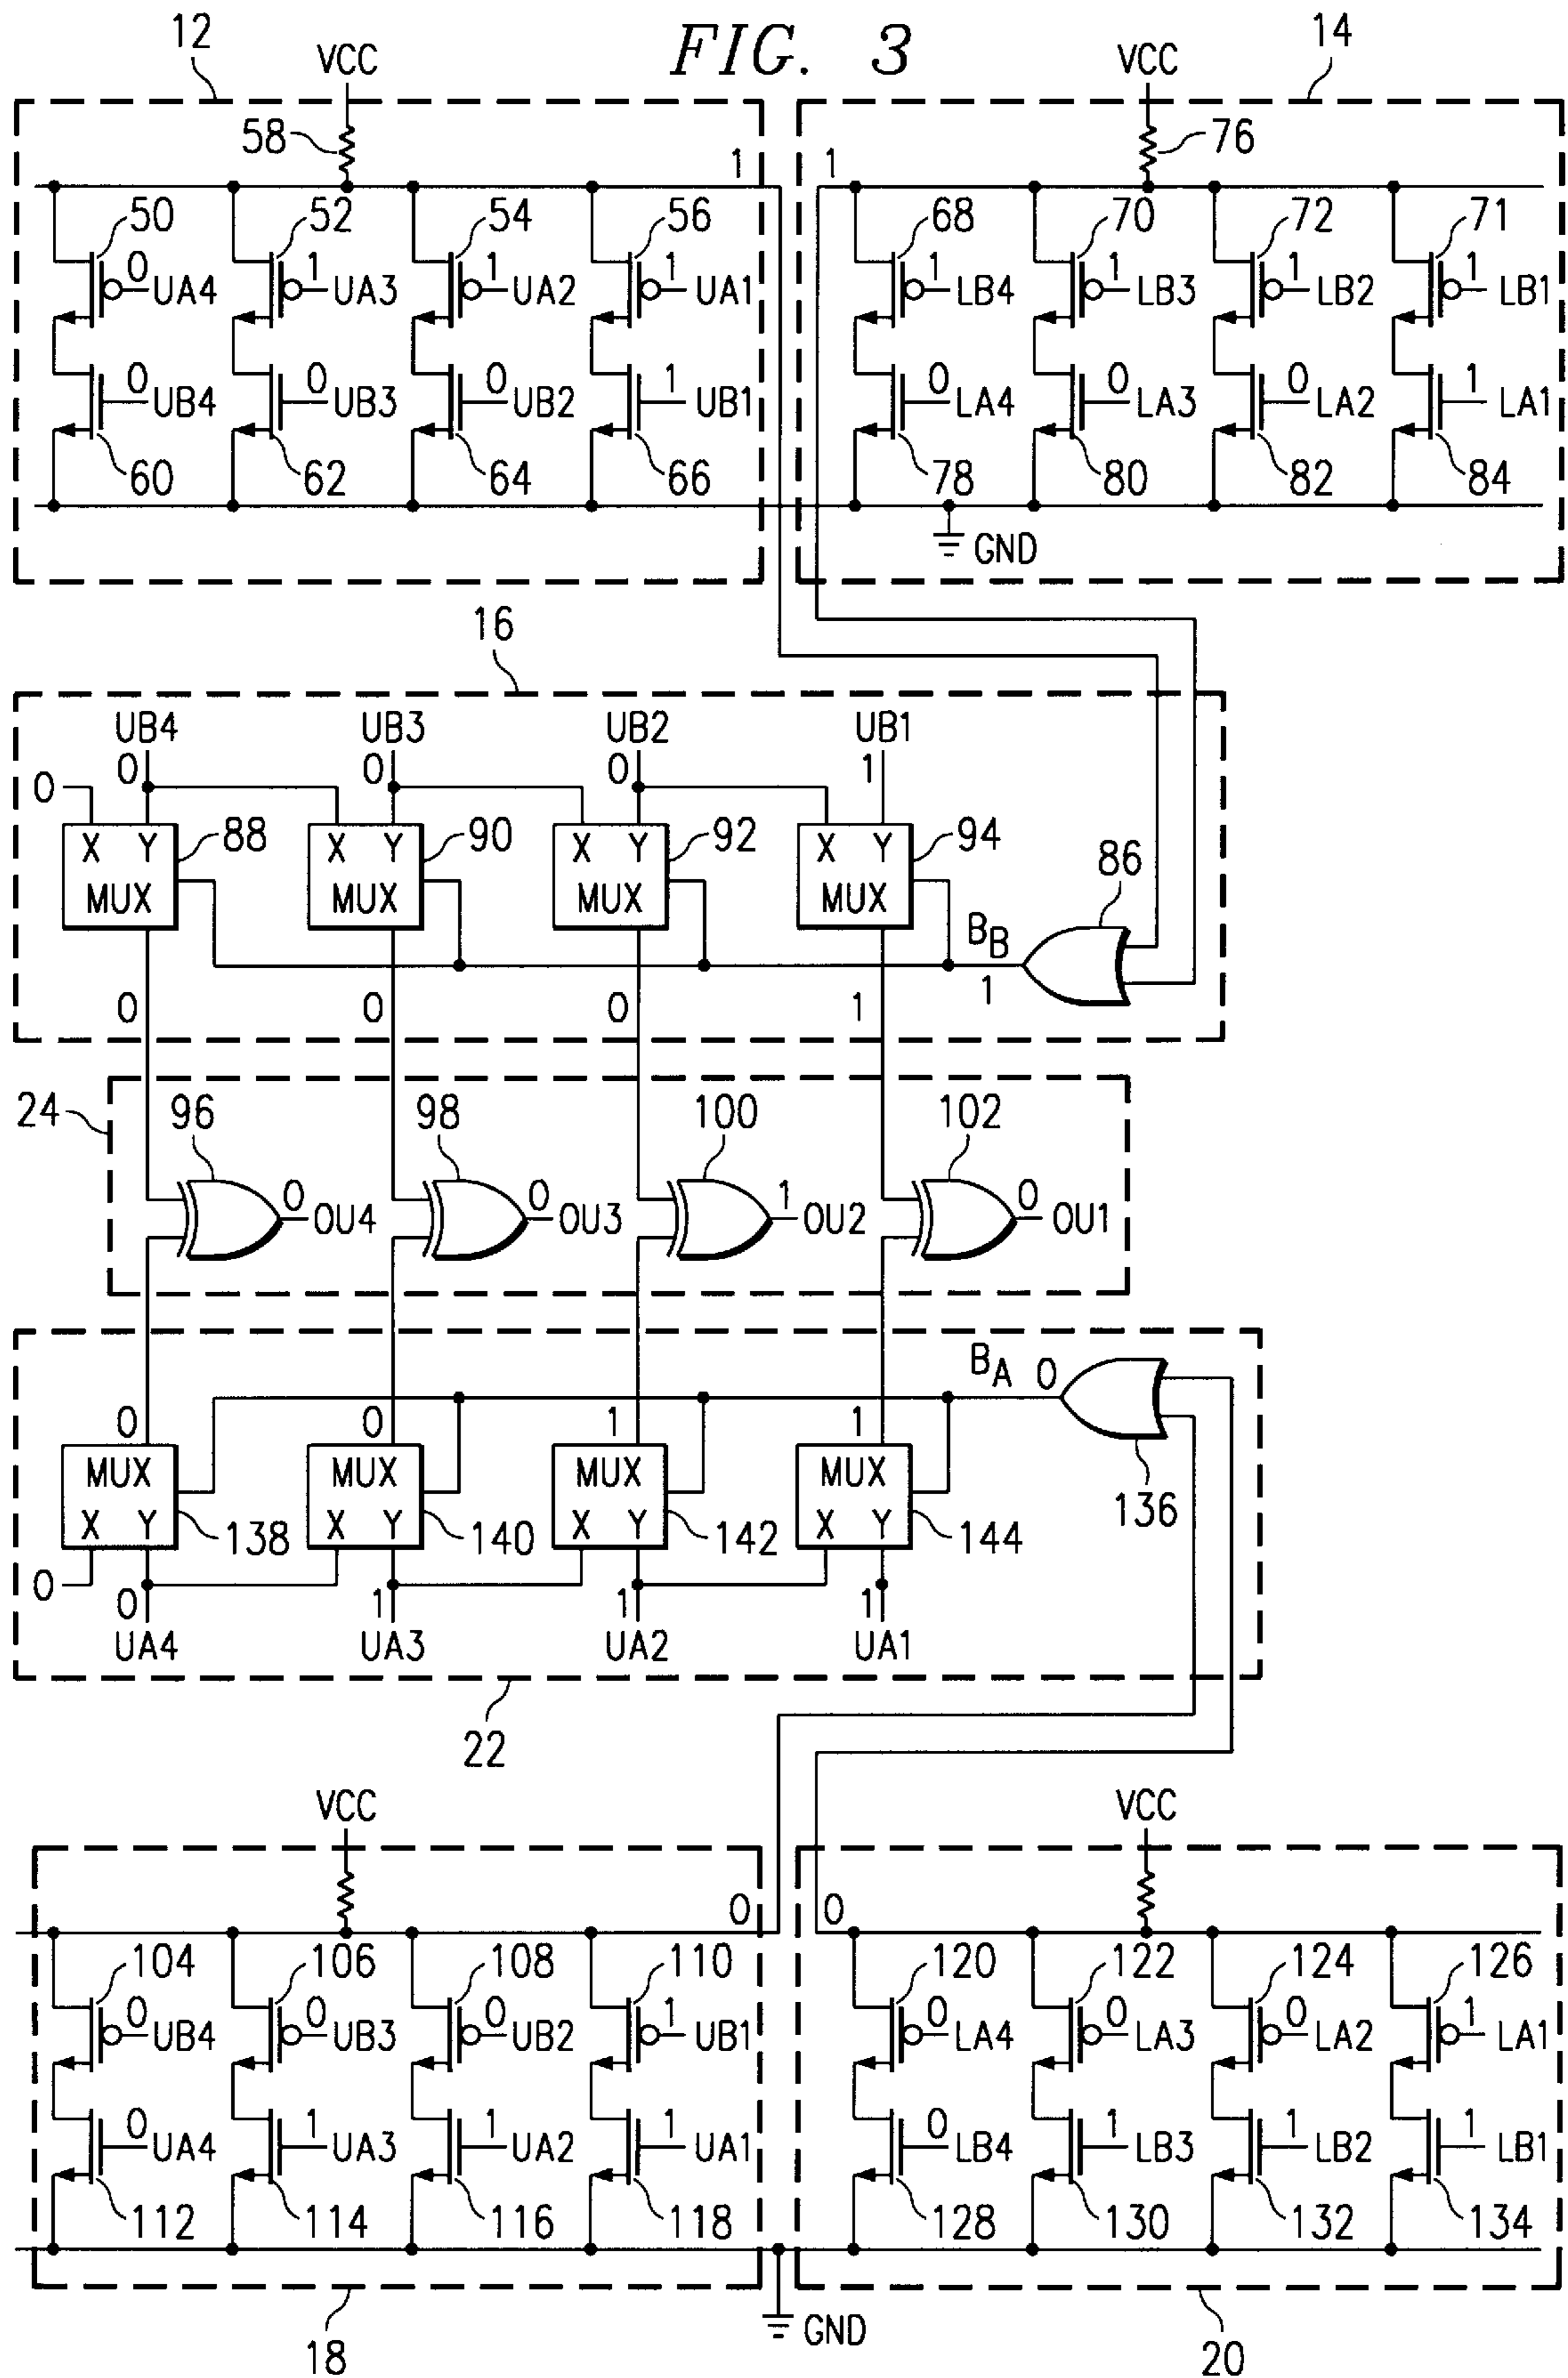 FIG. 3
12
14
VCC
VCC
58
76
1
1
50
52
54
56
68
70
72
71
0 UA4
1 UA3
1 UA2
1 UA1
1 LB4
1 LB3
1 LB2
1 LB1
0 UB4
0 UB3
0 UB2
1 UB1
0 LA4
0 LA3
0 LA2
1 LA1
60
62
64
66
78
80
82
84
GND
16
UB4
UB3
UB2
UB1
0
0
0
0
1
X Y
X Y
X Y
X Y
88
90
92
94
86
MUX
MUX
MUX
MUX
BB
1
0
0
0
1
24
96
98
100
102
0 OU4
0 OU3
1 OU2
0 OU1
BA 0
0
0
1
1
MUX
MUX
MUX
MUX
136
X Y
X Y
X Y
X Y
138
140
142
144
0
0
1
1
1
UA4
UA3
UA2
UA1
22
VCC
VCC
0
0
104
106
108
110
120
122
124
126
0 UB4
0 UB3
0 UB2
1 UB1
0 LA4
0 LA3
0 LA2
1 LA1
0 UA4
1 UA3
1 UA2
1 UA1
0 LB4
1 LB3
1 LB2
1 LB1
112
114
116
118
128
130
132
134
GND
18
20